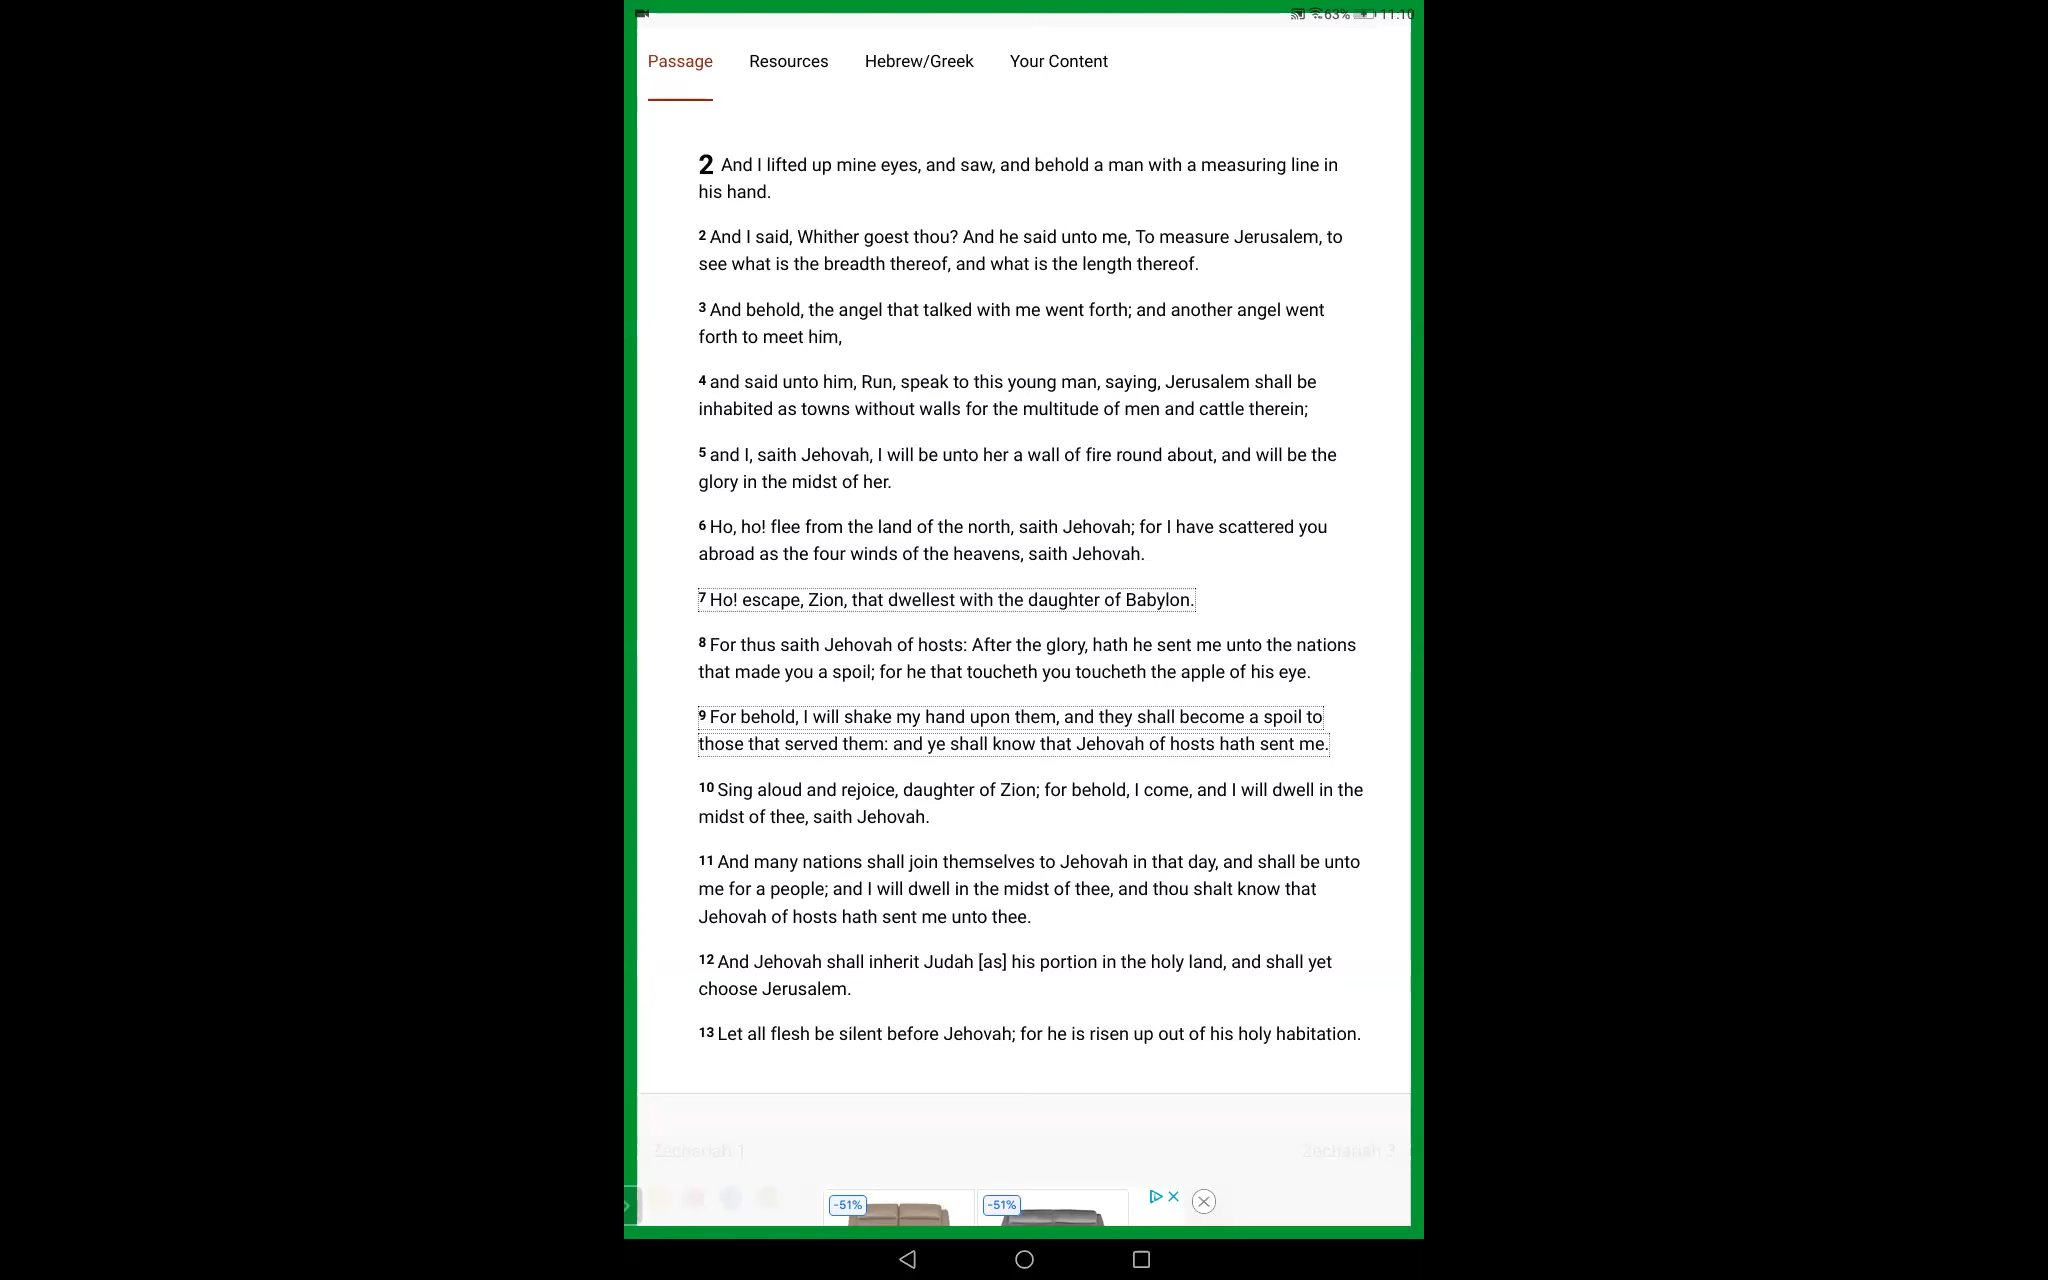 63% 11:10
Passage Resources Hebrew/Greek Your Content
2 And I lifted up mine eyes, and saw, and behold a man with a measuring line in
his hand.
2 And I said, Whither goest thou? And he said unto me, To measure Jerusalem, to
see what is the breadth thereof, and what is the length thereof.
3 And behold, the angel that talked with me went forth; and another angel went
forth to meet him,
4 and said unto him, Run, speak to this young man, saying, Jerusalem shall be
inhabited as towns without walls for the multitude of men and cattle therein;
5 and I, saith Jehovah, I will be unto her a wall of fire round about, and will be the
glory in the midst of her.
6 Ho, ho! flee from the land of the north, saith Jehovah; for I have scattered you
abroad as the four winds of the heavens, saith Jehovah.
7 Ho! escape, Zion, that dwellest with the daughter of Babylon.
8 For thus saith Jehovah of hosts: After the glory, hath he sent me unto the nations
that made you a spoil; for he that toucheth you toucheth the apple of his eye.
9 For behold, I will shake my hand upon them, and they shall become a spoil to
those that served them: and ye shall know that Jehovah of hosts hath sent me.
10 Sing aloud and rejoice, daughter of Zion; for behold, I come, and I will dwell in the
midst of thee, saith Jehovah.
11 And many nations shall join themselves to Jehovah in that day, and shall be unto
me for a people; and I will dwell in the midst of thee, and thou shalt know that
Jehovah of hosts hath sent me unto thee.
12 And Jehovah shall inherit Judah [as] his portion in the holy land, and shall yet
choose Jerusalem.
13 Let all flesh be silent before Jehovah; for he is risen up out of his holy habitation.
Zechariah 1 Zechariah 3
-51% -51%